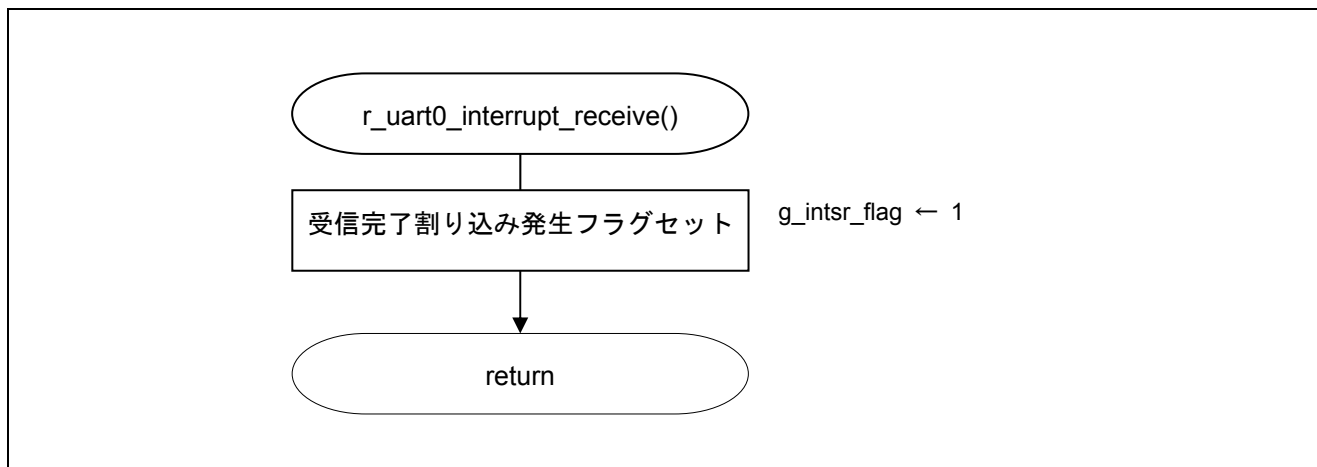 r_uart0_interrupt_receive()
受信完了割り込み発生フラグセット
g_intsr_flag ← 1
return